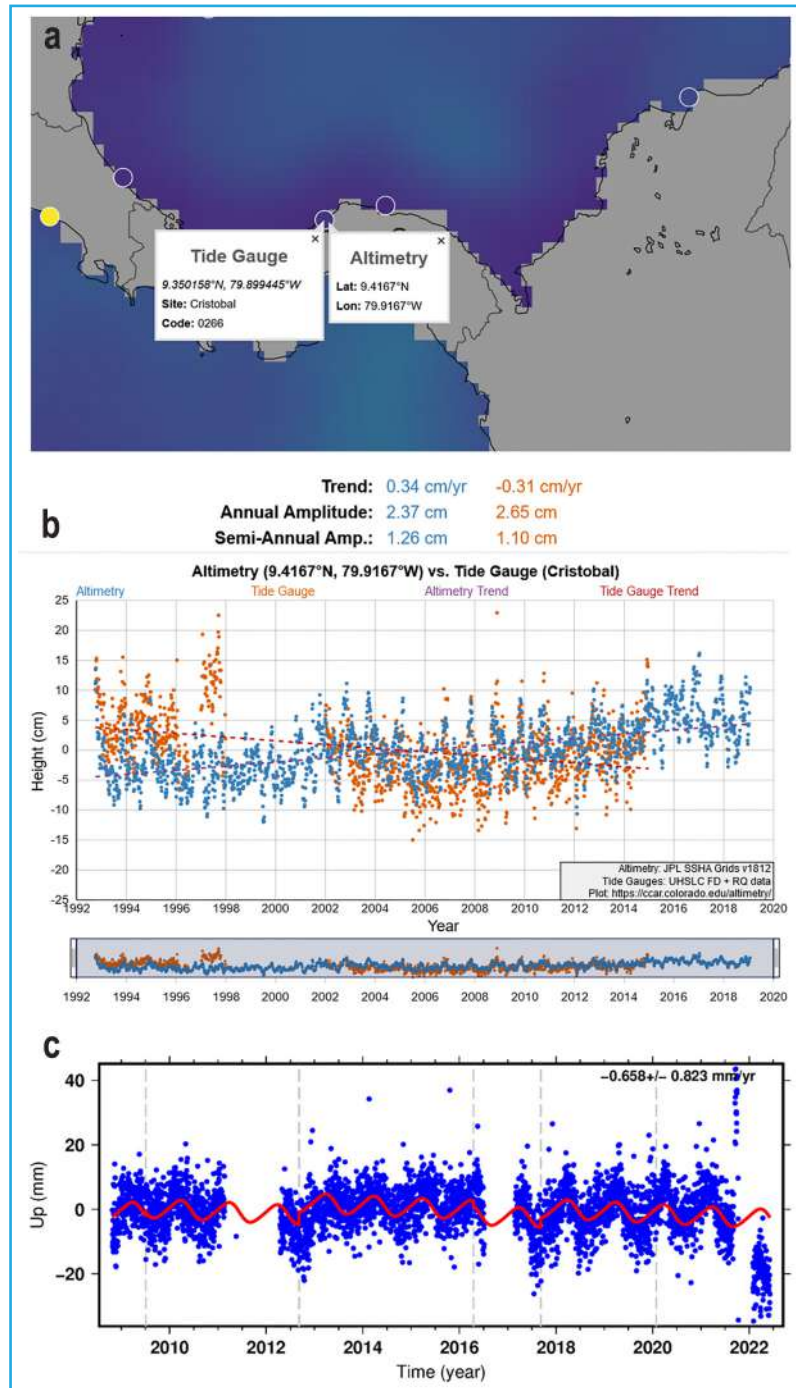 a
Tide Gauge ×
9.350158°N, 79.899445°W
Site: Cristobal
Code: 0266
Altimetry ×
Lat: 9.4167°N
Lon: 79.9167°W
b
Trend: 0.34 cm/yr -0.31 cm/yr
Annual Amplitude: 2.37 cm 2.65 cm
Semi-Annual Amp.: 1.26 cm 1.10 cm
Altimetry (9.4167°N, 79.9167°W) vs. Tide Gauge (Cristobal)
Altimetry Tide Gauge Altimetry Trend Tide Gauge Trend
25
20
15
10
5
0
-5
-10
-15
-20
-25
Height (cm)
Altimetry: JPL SSHA Grids v1812
Tide Gauges: UHSLC FD + RQ data
Plot: https://ccar.colorado.edu/altimetry/
1992 1994 1996 1998 2000 2002 2004 2006 2008 2010 2012 2014 2016 2018 2020
Year
1992 1994 1996 1998 2000 2002 2004 2006 2008 2010 2012 2014 2016 2018 2020
c
−0.658+/− 0.823 mm/yr
40
20
0
−20
Up (mm)
2010 2012 2014 2016 2018 2020 2022
Time (year)